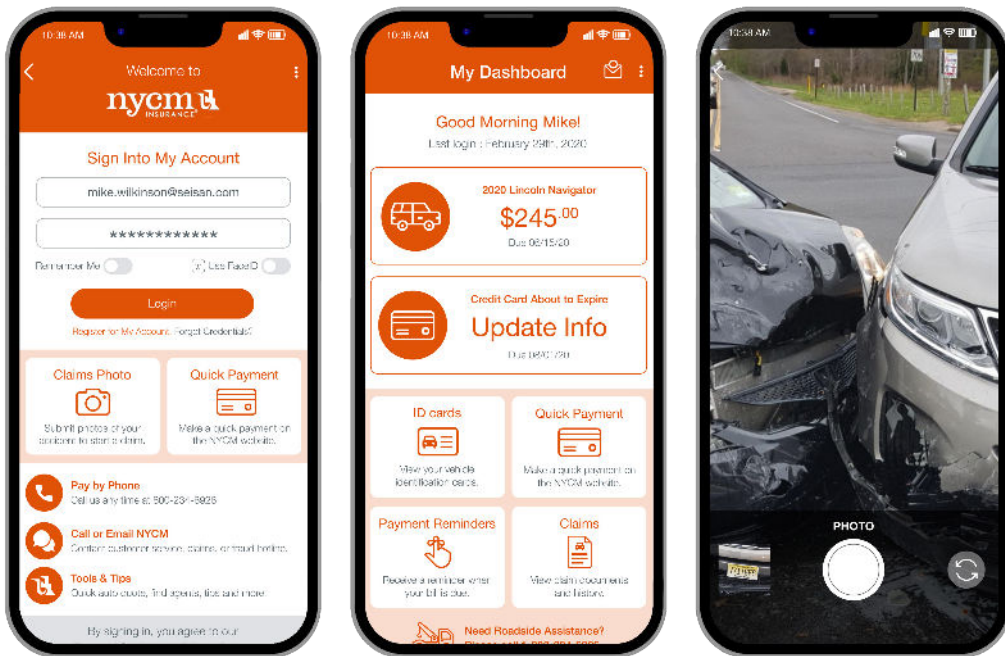 10:38 AM
Welcome to
nycm
INSURANCE
Sign Into My Account
mike.wilkinson@seisan.com
************
Remember Me
Use FaceID
Login
Register for My Account. Forgot Credentials?
Claims Photo
Submit photos of your
accident to start a claim.
Quick Payment
Make a quick payment on
the NYCM website.
Pay by Phone
Call us any time at
Call or Email NYCM
Contact customer service, claims, or fraud hotline.
Tools & Tips
Quick auto quote, find agents, tips and more.
By signing in, you agree to our
10:38 AM
My Dashboard
Good Morning Mike!
Last login : February 29th, 2020
2020 Lincoln Navigator
$245.00
Due 06/15/20
Credit Card About to Expire
Update Info
Due 08/01/20
ID cards
View your vehicle
identification cards.
Quick Payment
Make a quick payment on
the NYCM website.
Payment Reminders
Receive a reminder when
your bill is due.
Claims
View claim documents
and history.
Need Roadside Assistance?
10:38 AM
PHOTO